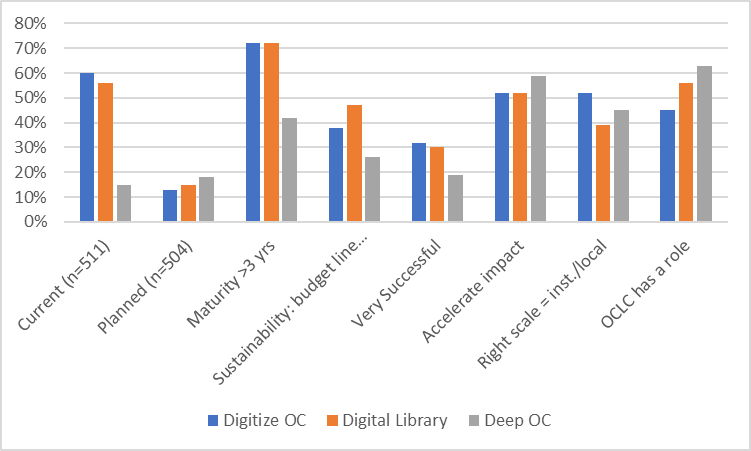 80%
70%
60%
50%
40%
30%
20%
10%
0%
Current (n=511)
Planned (n=504)
Maturity >3 yrs
Sustainability: budget line...
Very Successful
Accelerate impact
Right scale = inst./local
OCLC has a role
Digitize OC
Digital Library
Deep OC